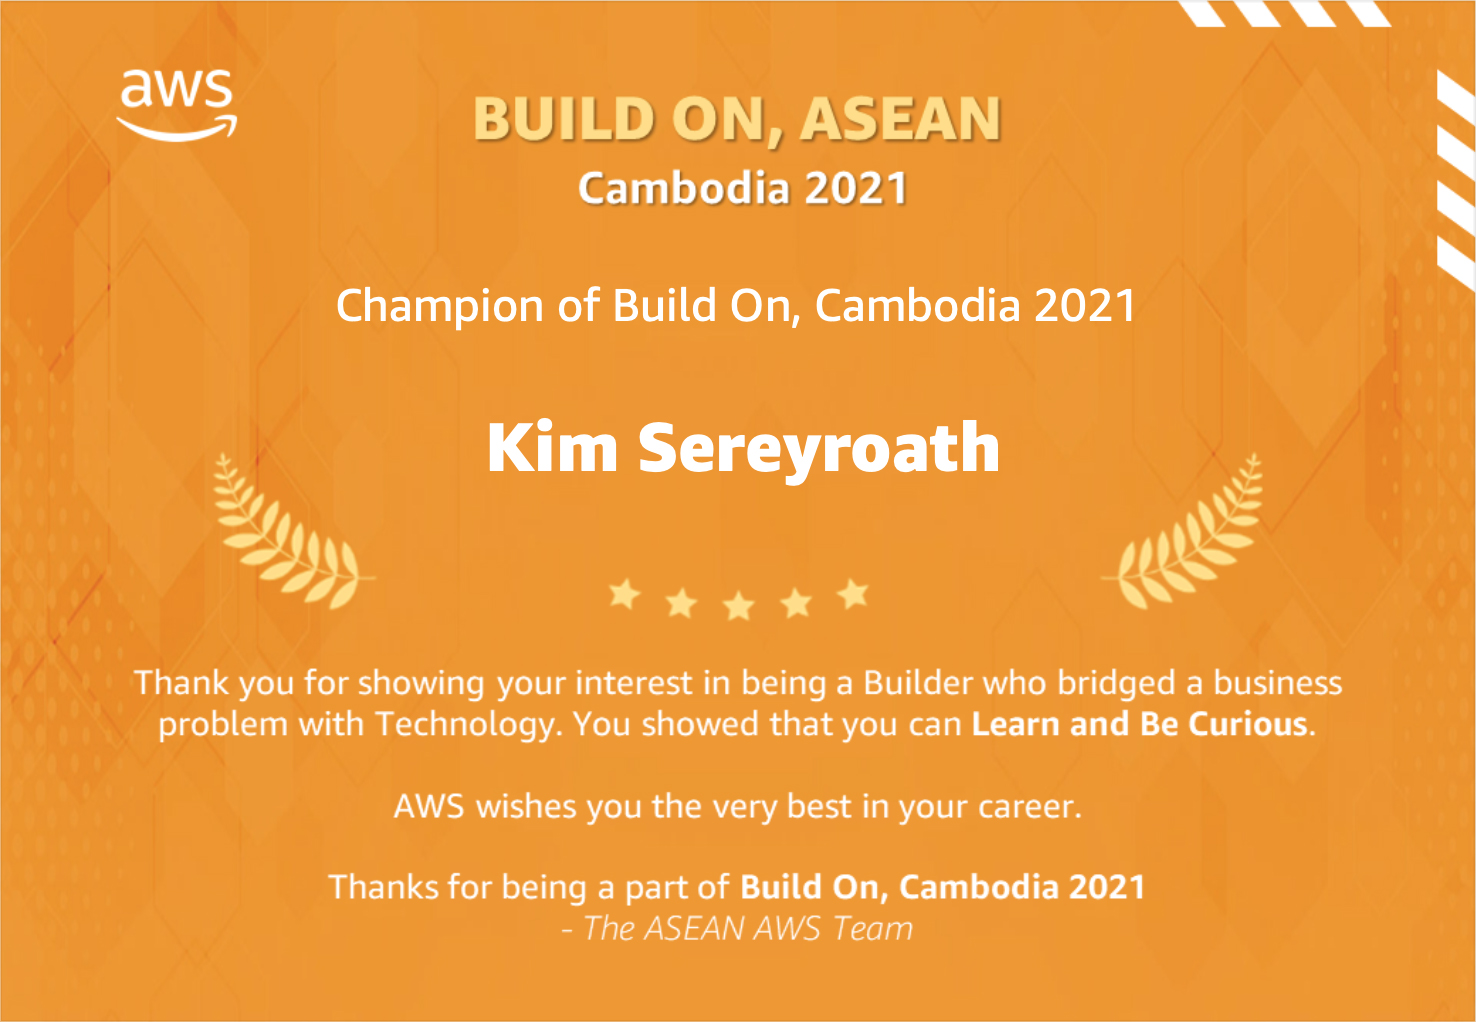 aws
BUILD ON, ASEAN
Cambodia 2021
Champion of Build On, Cambodia 2021
Kim Sereyroath
Thank you for showing your interest in being a Builder who bridged a business
problem with Technology. You showed that you can Learn and Be Curious.
AWS wishes you the very best in your career.
Thanks for being a part of Build On, Cambodia 2021
- The ASEAN AWS Team